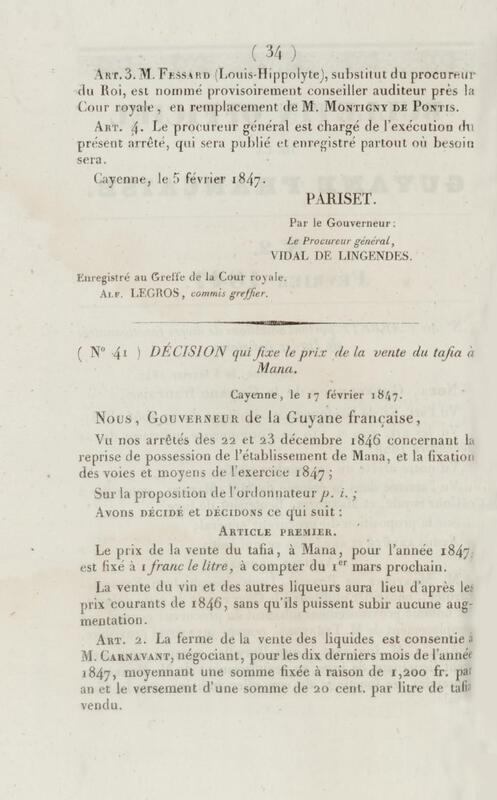 ( 34 )
ART. 3. M. FESSARD (Louis-Hippolyte), substitut du procureur
du Roi, est nommé provisoirement conseiller auditeur près la
Cour royale, en remplacement de M. MONTIGNY DE PONTIS.
ART. 4. Le procureur général est chargé de l'exécution du
présent arrêté, qui sera publié et enregistré partout où besoin
sera.
Cayenne, le 5 février 1847.
PARISET.
Par le Gouverneur:
Le Procureur général,
VIDAL DE LINGENDES.
Enregistré au Greffe de la Cour royale.
ALF. LEGROS, commis greffier.
( N° 41 ) DÉCISION qui fixe le prix de la vente du tafia à
Mana.
Cayenne, le 17 février 1847.
NOUS, GOUVERNEUR de la Guyane française,
Vu nos arrêtés des 22 et 23 décembre 1846 concernant la
reprise de possession de l'établissement de Mana, et la fixation
des voies et moyens de l'exercice 1847;
Sur la proposition de l'ordonnateur p. i.;
Avons DÉCIDÉ et DÉCIDONS ce qui suit:
ARTICLE PREMIER.
Le prix de la vente du tafia, à Mana, pour l'année 1847,
est fixé à 1 franc le litre, à compter du 1er mars prochain.
La vente du vin et des autres liqueurs aura lieu d'après les
prix courants de 1846, sans qu'ils puissent subir aucune aug-
mentation.
ART. 2. La ferme de la vente des liquides est consentie à
M. CARNAVANT, négociant, pour les dix derniers mois de l'année
1847, moyennant une somme fixée à raison de 1,200 fr. par
an et le versement d'une somme de 20 cent. par litre de tafia
vendu.